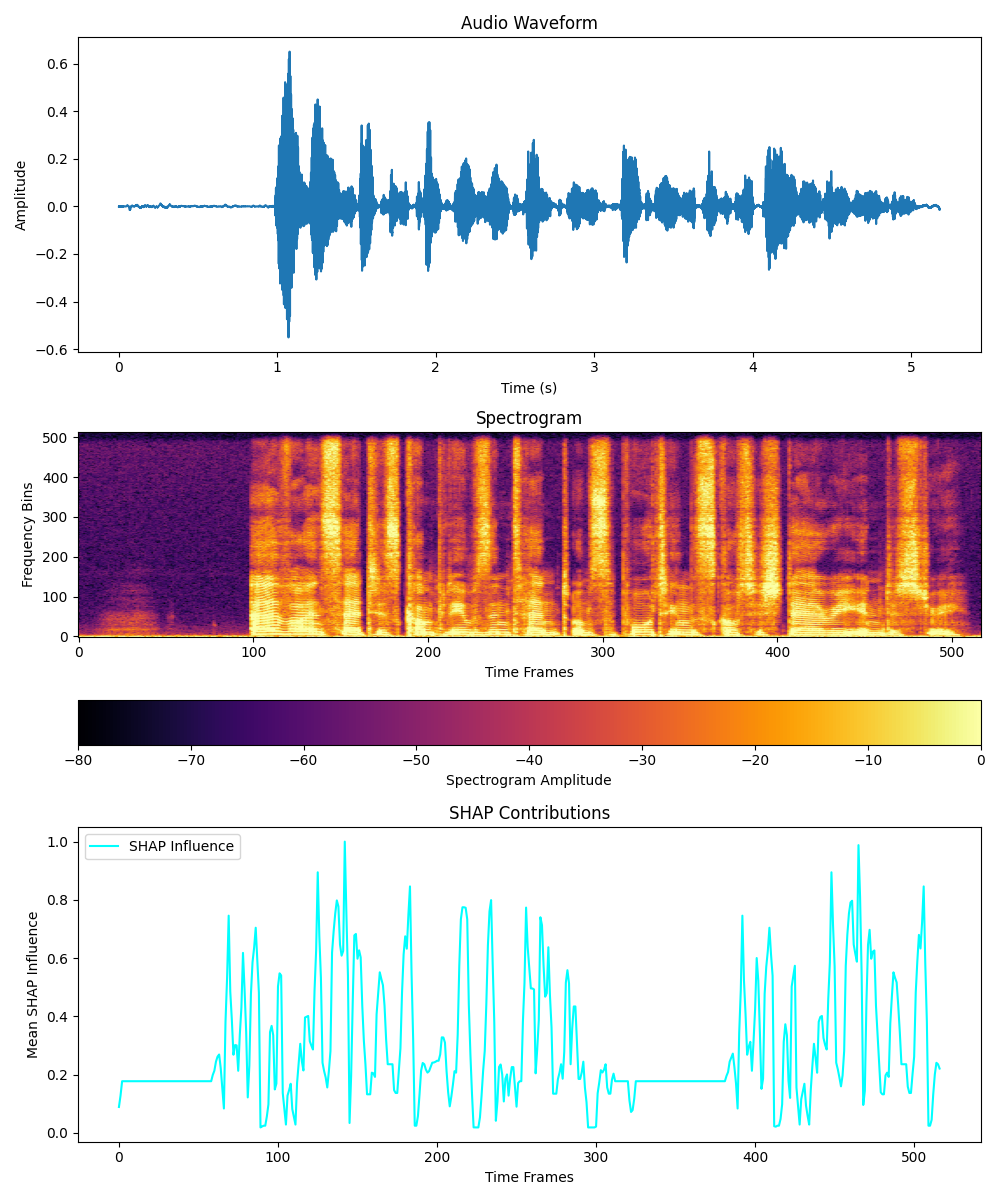 Audio Waveform
0.6
0.4
0.2
0.0
−0.2
−0.4
−0.6
Amplitude
0 1 2 3 4 5
Time (s)
Spectrogram
500
400
300
200
100
0
Frequency Bins
0 100 200 300 400 500
Time Frames
−80 −70 −60 −50 −40 −30 −20 −10 0
Spectrogram Amplitude
SHAP Contributions
SHAP Influence
1.0
0.8
0.6
0.4
0.2
0.0
Mean SHAP Influence
0 100 200 300 400 500
Time Frames